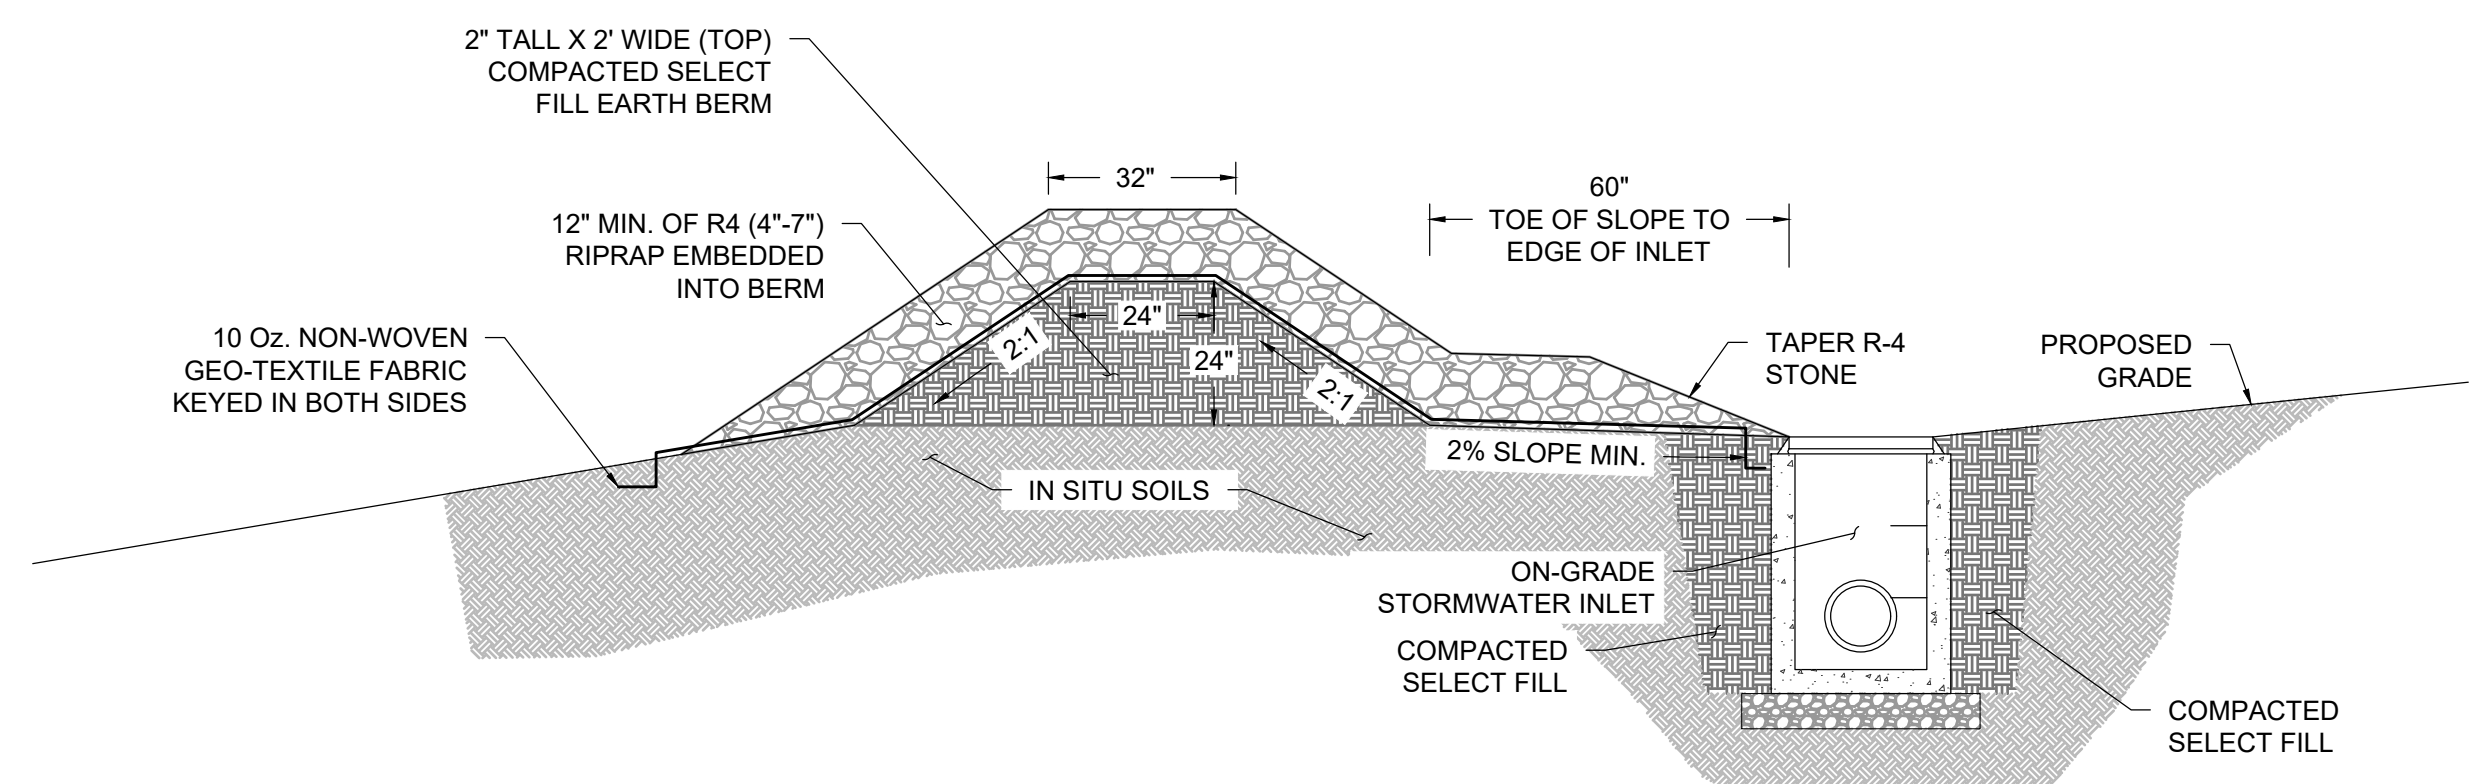 2" TALL X 2' WIDE (TOP)
COMPACTED SELECT
FILL EARTH BERM
32"
60"
TOE OF SLOPE TO
EDGE OF INLET
12" MIN. OF R4 (4"-7")
RIPRAP EMBEDDED
INTO BERM
10 Oz. NON-WOVEN
GEO-TEXTILE FABRIC
KEYED IN BOTH SIDES
2:1
24"
24"
2:1
TAPER R-4
STONE
PROPOSED
GRADE
2% SLOPE MIN.
IN SITU SOILS
ON-GRADE
STORMWATER INLET
COMPACTED
SELECT FILL
COMPACTED
SELECT FILL